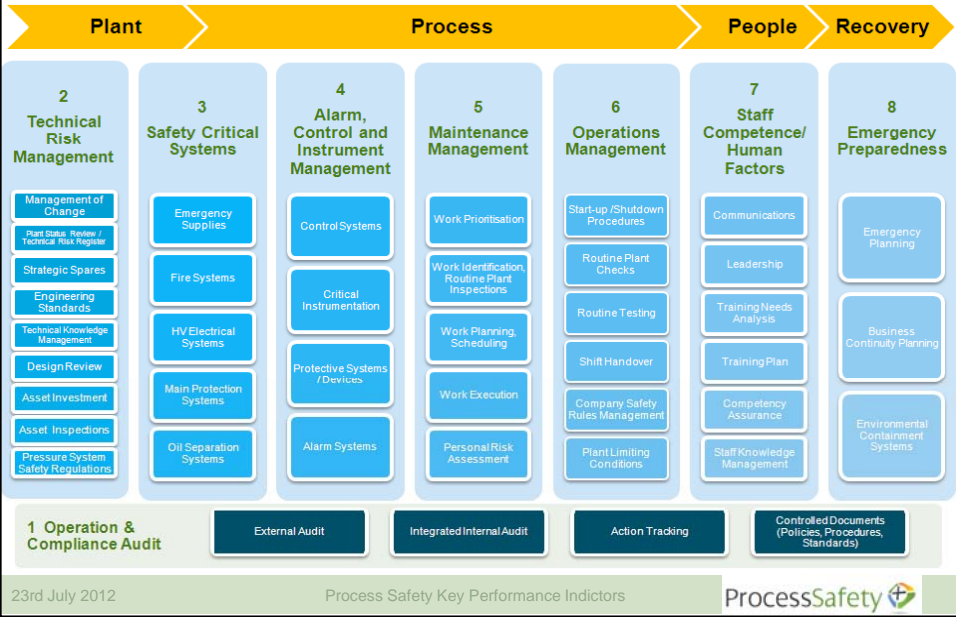 Plant
Process
People
Recovery
2
Technical
Risk
Management
Management of
Change
Plant Status Review /
Technical Risk Register
Strategic Spares
Engineering
Standards
Technical Knowledge
Management
Design Review
Asset Investment
Asset Inspections
Pressure System
Safety Regulations
3
Safety Critical
Systems
Emergency
Supplies
Fire Systems
HV Electrical
Systems
Main Protection
Systems
Oil Separation
Systems
4
Alarm,
Control and
Instrument
Management
Control Systems
Critical
Instrumentation
Protective Systems
/ Devices
Alarm Systems
5
Maintenance
Management
Work Prioritisation
Work Identification,
Routine Plant
Inspections
Work Planning,
Scheduling
Work Execution
Personal Risk
Assessment
6
Operations
Management
Start-up /Shutdown
Procedures
Routine Plant
Checks
Routine Testing
Shift Handover
Company Safety
Rules Management
Plant Limiting
Conditions
7
Staff
Competence/
Human
Factors
Communications
Leadership
Training Needs
Analysis
Training Plan
Competency
Assurance
Staff Knowledge
Management
8
Emergency
Preparedness
Emergency
Planning
Business
Continuity Planning
Environmental
Containment
Systems
1 Operation &
Compliance Audit
External Audit
Integrated Internal Audit
Action Tracking
Controlled Documents
(Policies, Procedures,
Standards)
23rd July 2012
Process Safety Key Performance Indictors
ProcessSafety